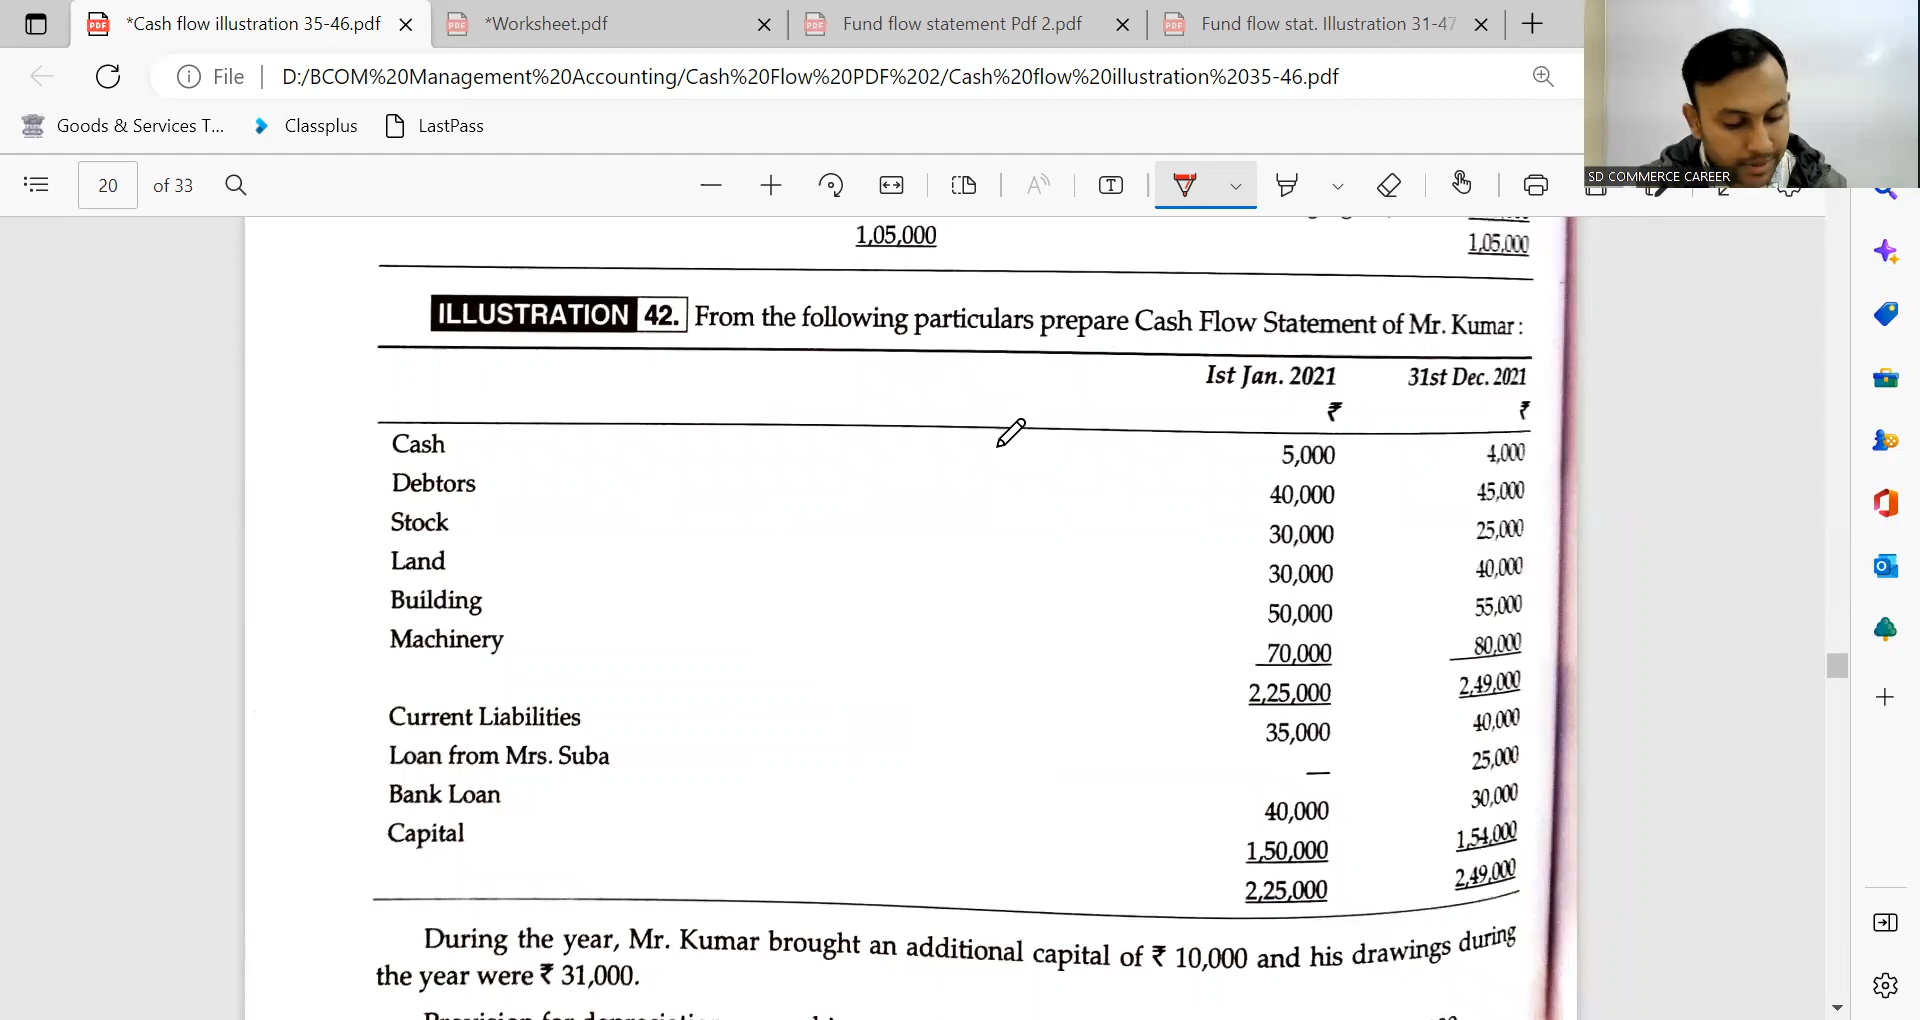 *Cash flow illustration 35-46.pdf
*Worksheet.pdf
Fund flow statement Pdf 2.pdf
Fund flow stat. Illustration 31-47
File
D:/BCOM%20Management%20Accounting/Cash%20Flow%20PDF%202/Cash%20flow%20illustration%2035-46.pdf
Goods & Services T...
Classplus
LastPass
SD COMMERCE CAREER
20 of 33
1,05,000 1,05,000
ILLUSTRATION 42. From the following particulars prepare Cash Flow Statement of Mr. Kumar :
Ist Jan. 2021 31st Dec. 2021
₹ ₹
Cash 5,000 4,000
Debtors 40,000 45,000
Stock 30,000 25,000
Land 30,000 40,000
Building 50,000 55,000
Machinery 70,000 80,000
2,25,000 2,49,000
Current Liabilities 35,000 40,000
Loan from Mrs. Suba — 25,000
Bank Loan 40,000 30,000
Capital 1,50,000 1,54,000
2,25,000 2,49,000
During the year, Mr. Kumar brought an additional capital of ₹ 10,000 and his drawings during
the year were ₹ 31,000.